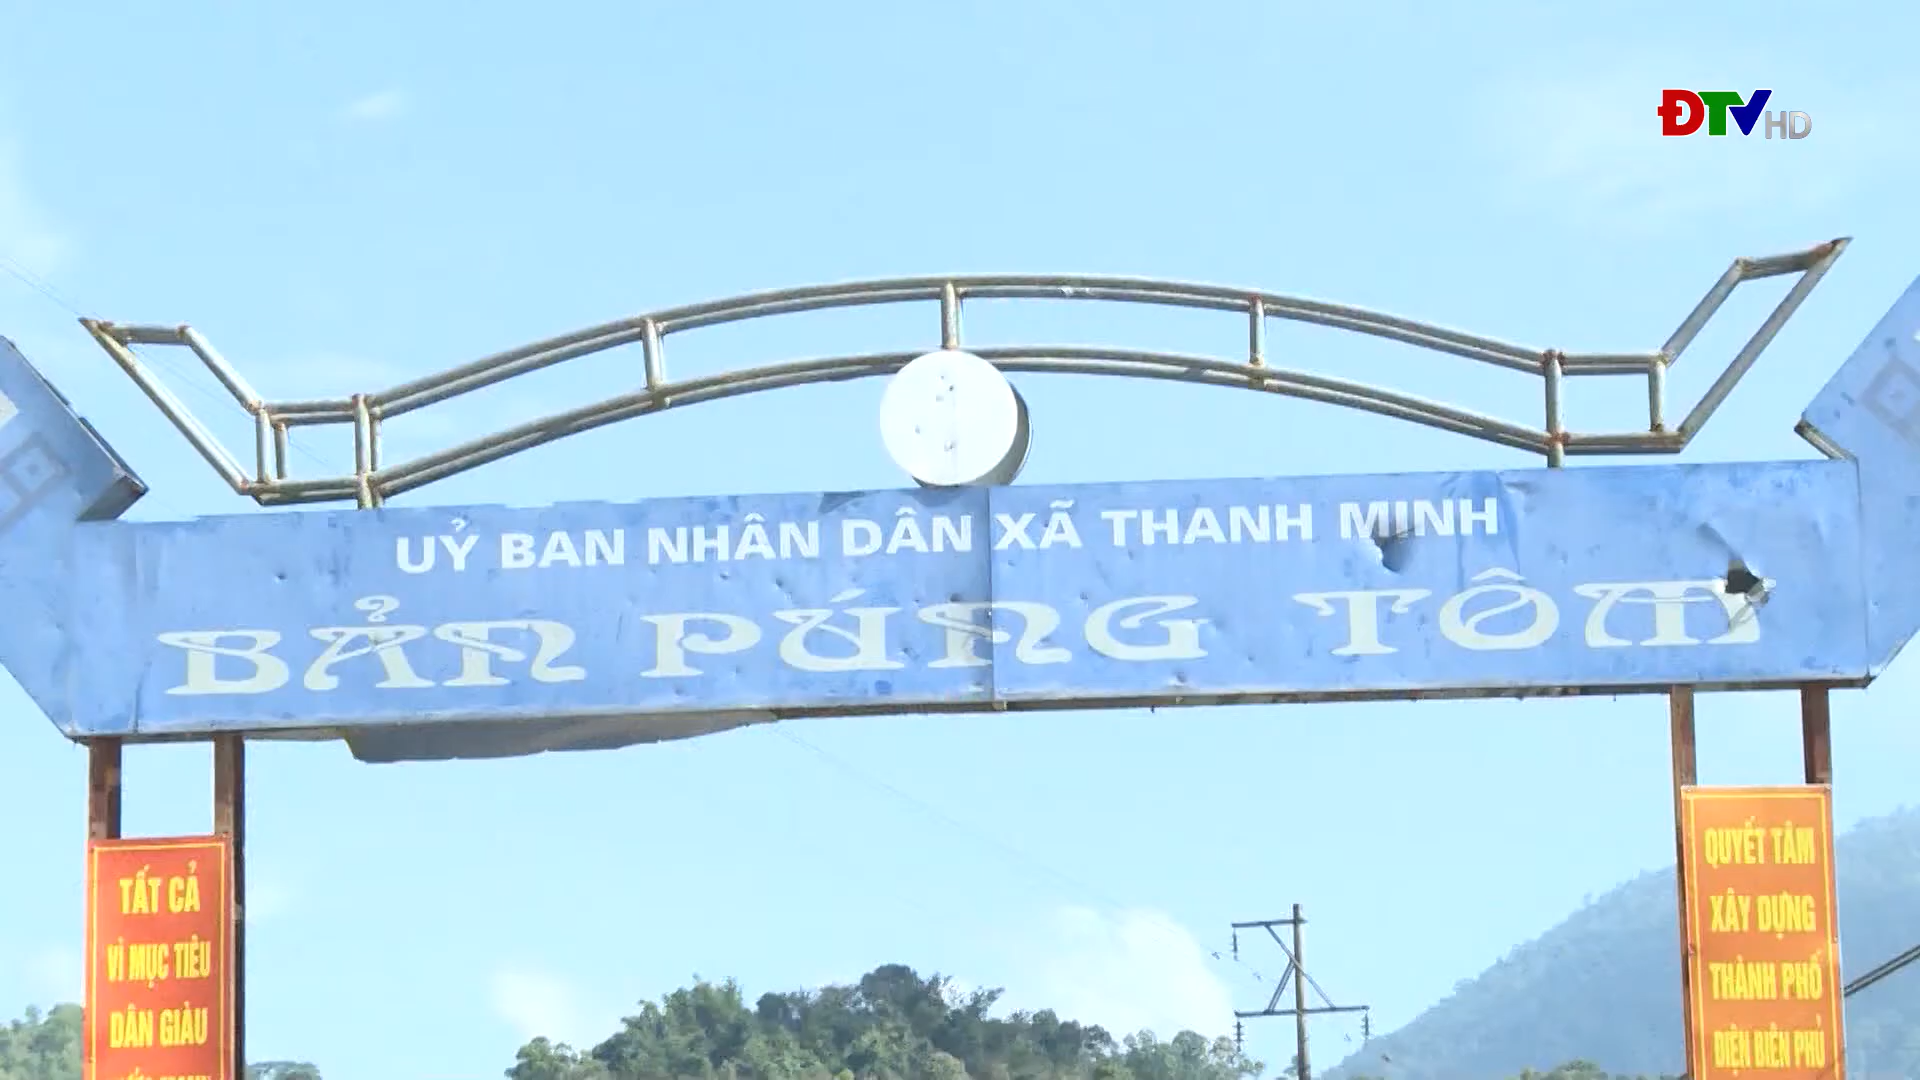 ĐTV HD
UỶ BAN NHÂN DÂN XÃ THANH MINH
BẢN PÚNG TÔM
TẤT CẢ
VÌ MỤC TIÊU
DÂN GIÀU
QUYẾT TÂM
XÂY DỰNG
THÀNH PHỐ
ĐIỆN BIÊN PHỦ